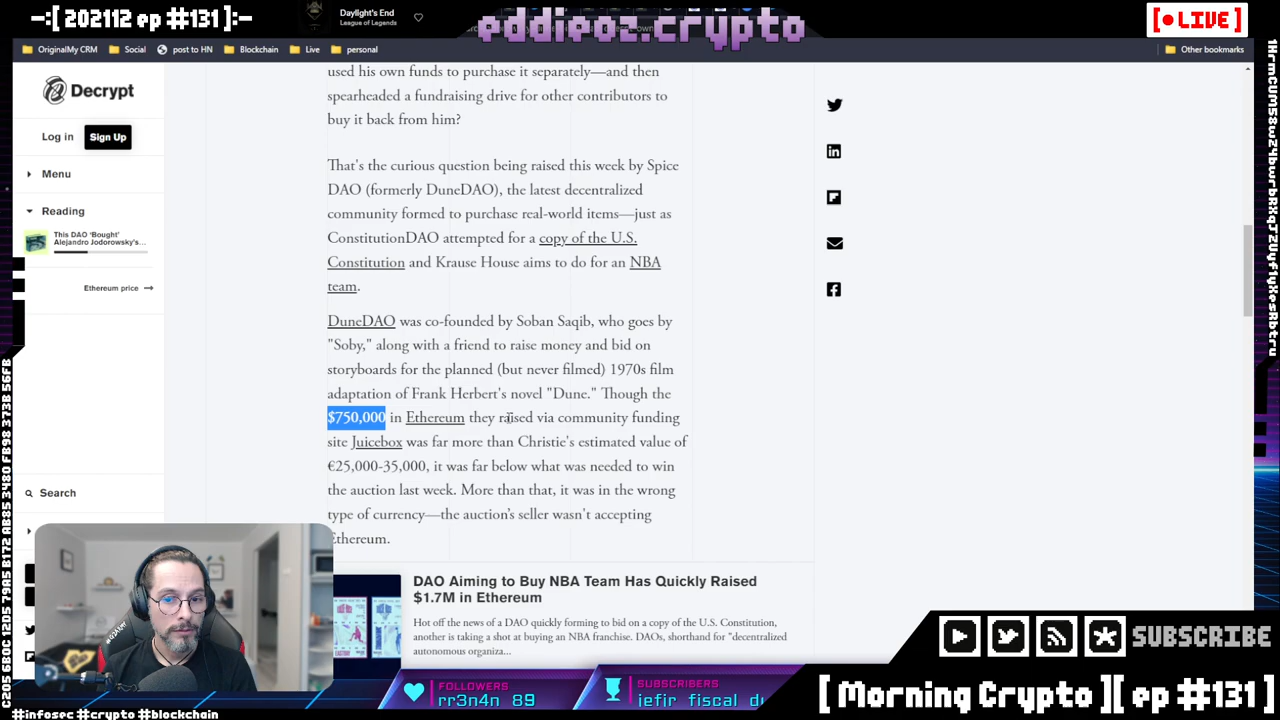 -:[ 202112 ep #131 ]:-
Daylight's End
League of Legends
eddieoz.crypto
[●LIVE]
OriginalMy CRM
Social
post to HN
Blockchain
Live
personal
Other bookmarks
Decrypt
Log in
Sign Up
Menu
Reading
This DAO 'Bought'
Alejandro Jodorowsky's...
Ethereum price
Search
used his own funds to purchase it separately—and then
spearheaded a fundraising drive for other contributors to
buy it back from him?
That's the curious question being raised this week by Spice
DAO (formerly DuneDAO), the latest decentralized
community formed to purchase real-world items—just as
ConstitutionDAO attempted for a copy of the U.S.
Constitution and Krause House aims to do for an NBA
team.
DuneDAO was co-founded by Soban Saqib, who goes by
"Soby," along with a friend to raise money and bid on
storyboards for the planned (but never filmed) 1970s film
adaptation of Frank Herbert's novel "Dune." Though the
$750,000 in Ethereum they raised via community funding
site Juicebox was far more than Christie's estimated value of
€25,000-35,000, it was far below what was needed to win
the auction last week. More than that, it was in the wrong
type of currency—the auction's seller wasn't accepting
Ethereum.
DAO Aiming to Buy NBA Team Has Quickly Raised
$1.7M in Ethereum
Hot off the news of a DAO quickly forming to bid on a copy of the U.S. Constitution,
another is taking a shot at buying an NBA franchise. DAOs, shorthand for "decentralized
autonomous organiza...
SUBSCRIBE
FOLLOWERS
rr3n4n 89
SUBSCRIBERS
iefir fiscal du
[ Morning Crypto ][ ep #131 ]
#infosec #crypto #blockchain